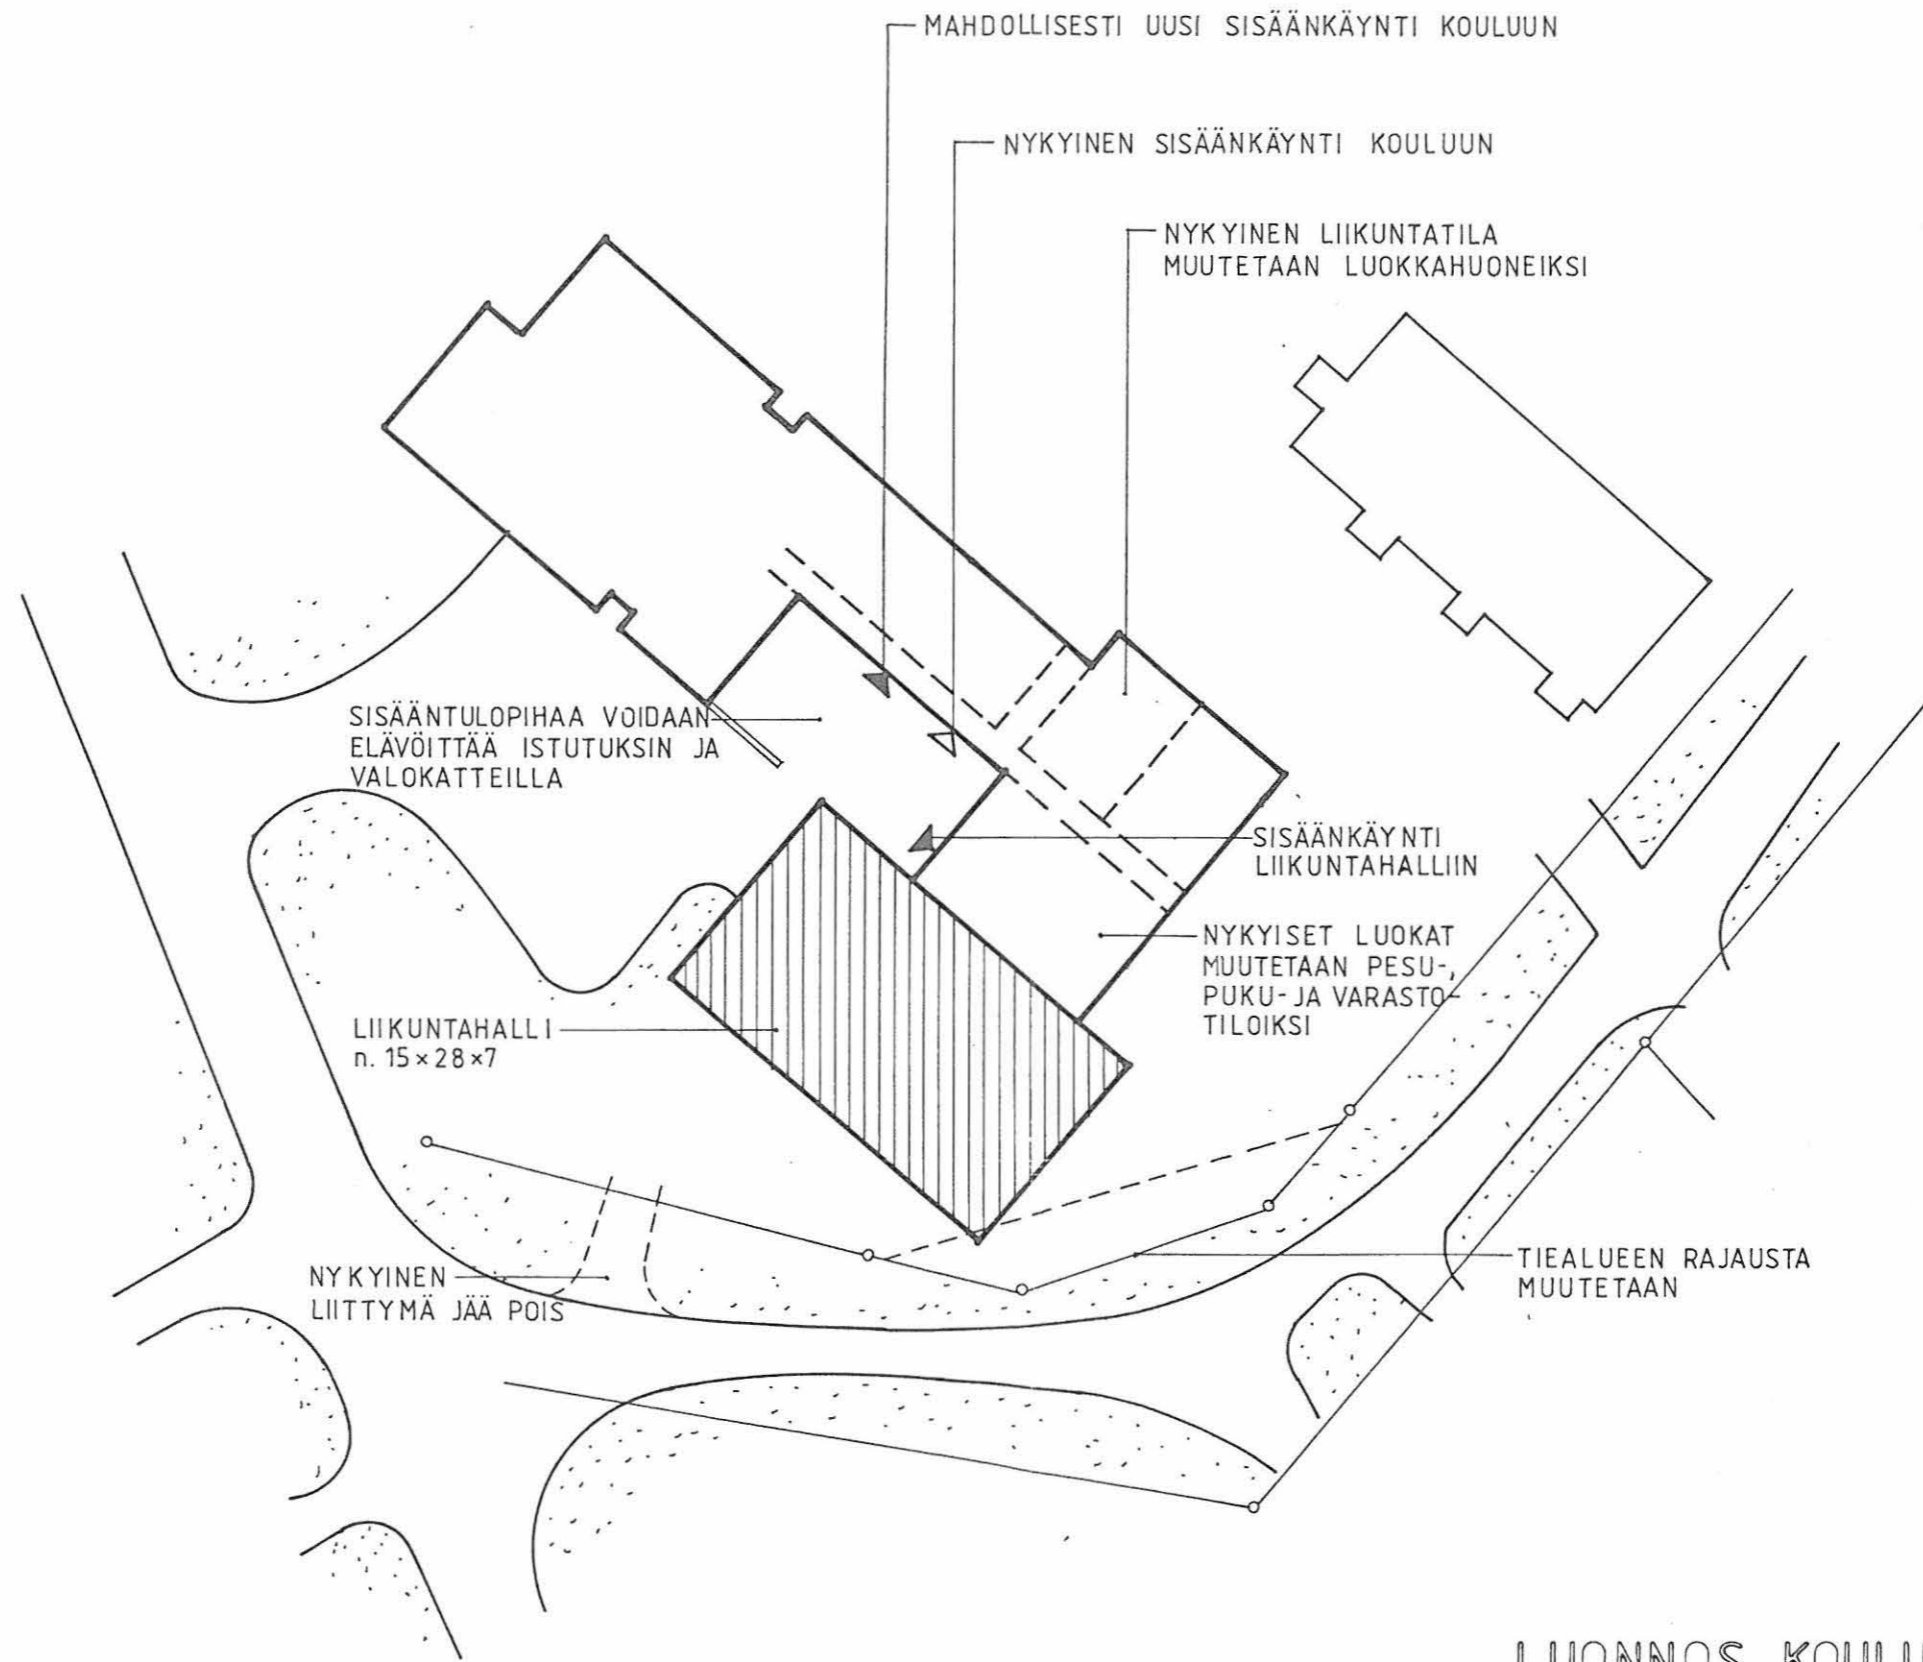 MAHDOLLISESTI UUSI SISÄÄNKÄYNTI KOULUUN
NYKYINEN SISÄÄNKÄYNTI KOULUUN
NYKYINEN LIIKUNTATILA
MUUTETAAN LUOKKAHUONEIKSI
SISÄÄNTULOPIHAA VOIDAAN
ELÄVÖITTÄÄ ISTUTUKSIN JA
VALOKATTEILLA
SISÄÄNKÄYNTI
LIIKUNTAHALLIIN
NYKYISET LUOKAT
MUUTETAAN PESU-,
PUKU- JA VARASTO-
TILOIKSI
LIIKUNTAHALLI
n. 15×28×7
NYKYINEN
LIITTYMÄ JÄÄ POIS
TIEALUEEN RAJAUSTA
MUUTETAAN
LUONNOS